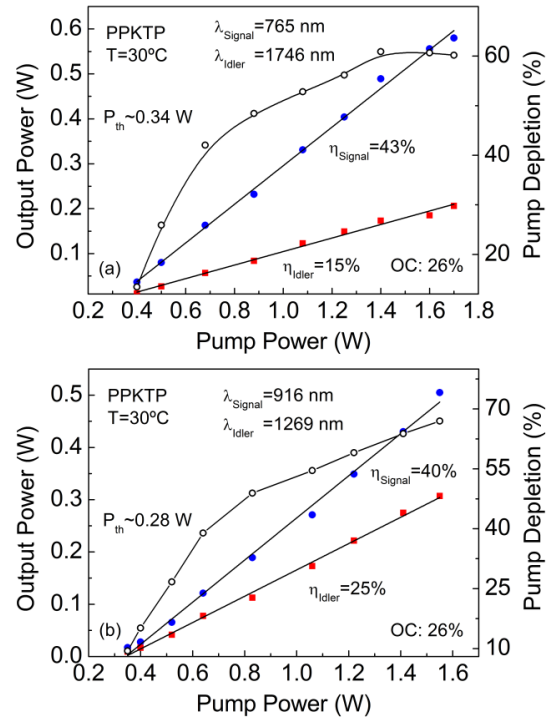 PPKTP
T=30ºC
λSignal=765 nm
λIdler=1746 nm
Pth~0.34 W
ηSignal=43%
ηIdler=15%
OC: 26%
(a)
Output Power (W)
0.6
0.5
0.4
0.3
0.2
0.1
Pump Depletion (%)
60
40
20
0.2 0.4 0.6 0.8 1.0 1.2 1.4 1.6 1.8
Pump Power (W)
PPKTP
T=30ºC
λSignal=916 nm
λIdler=1269 nm
Pth~0.28 W
ηSignal=40%
ηIdler=25%
OC: 26%
(b)
Output Power (W)
0.5
0.4
0.3
0.2
0.1
0.0
Pump Depletion (%)
70
55
40
25
10
0.2 0.4 0.6 0.8 1.0 1.2 1.4 1.6
Pump Power (W)